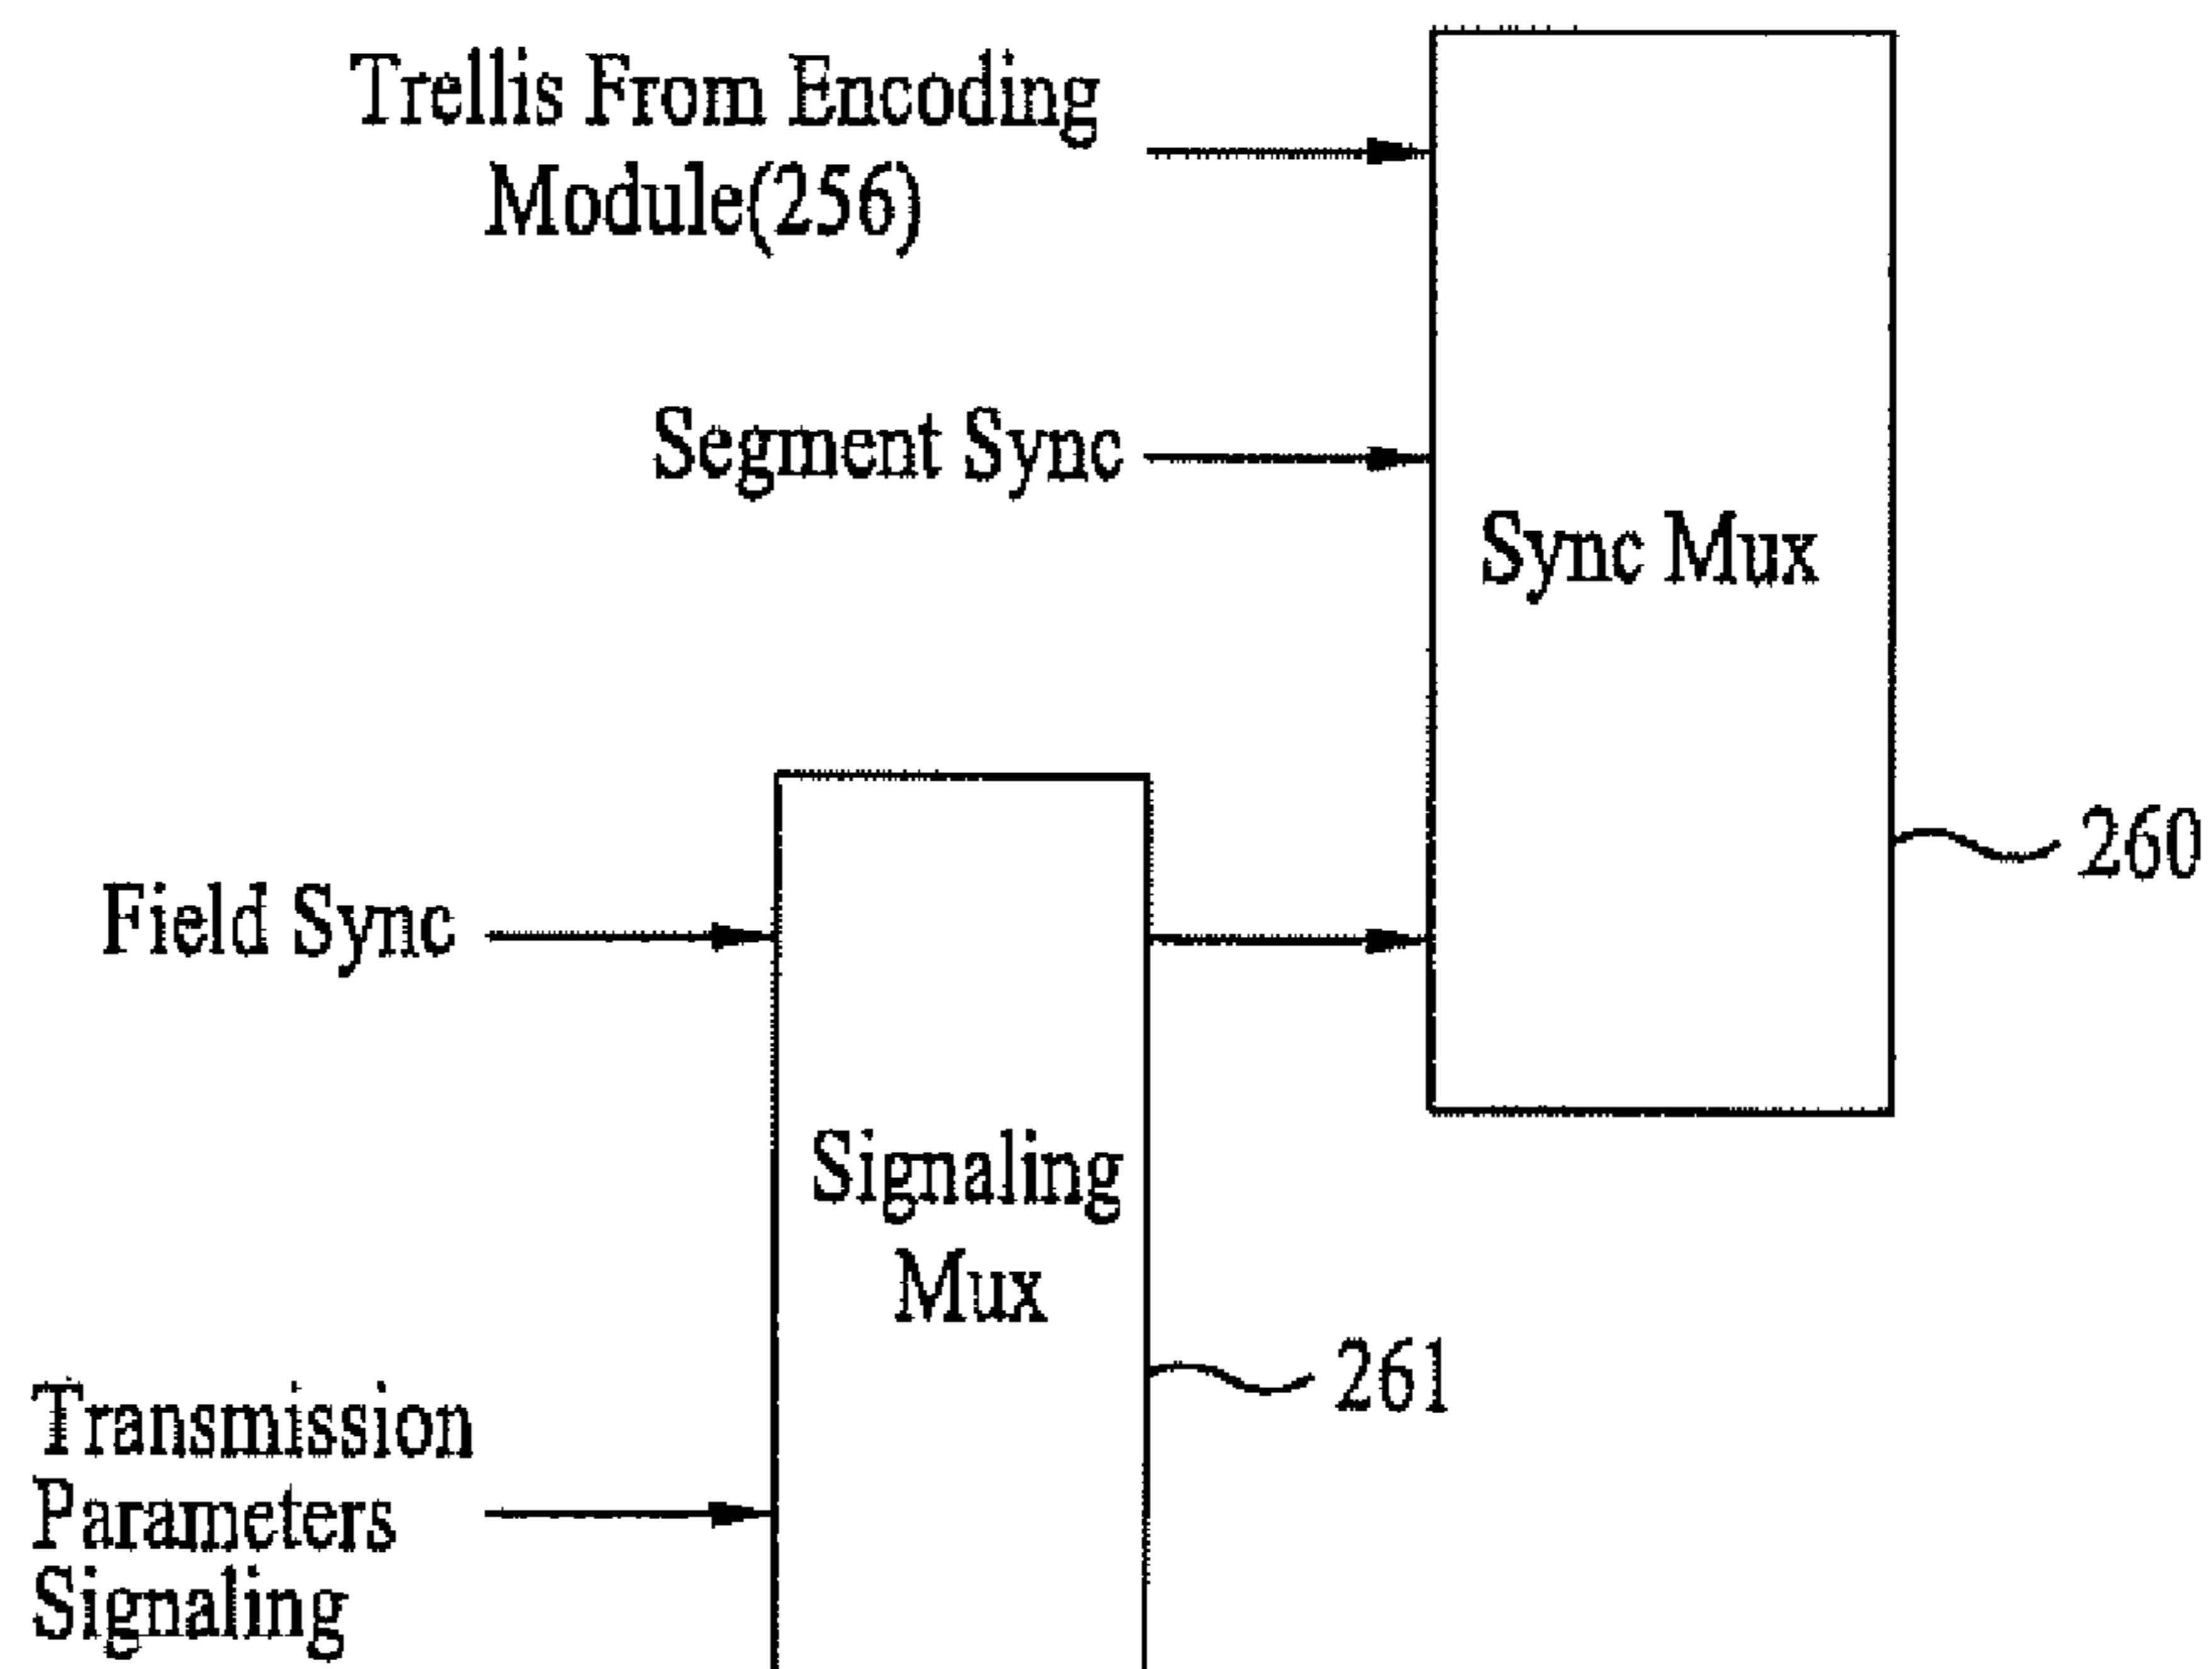 Trellis From Encoding
Module(256)
Segment Sync
Sync Mux
260
Field Sync
Signaling
Mux
261
Transmission
Parameters
Signaling